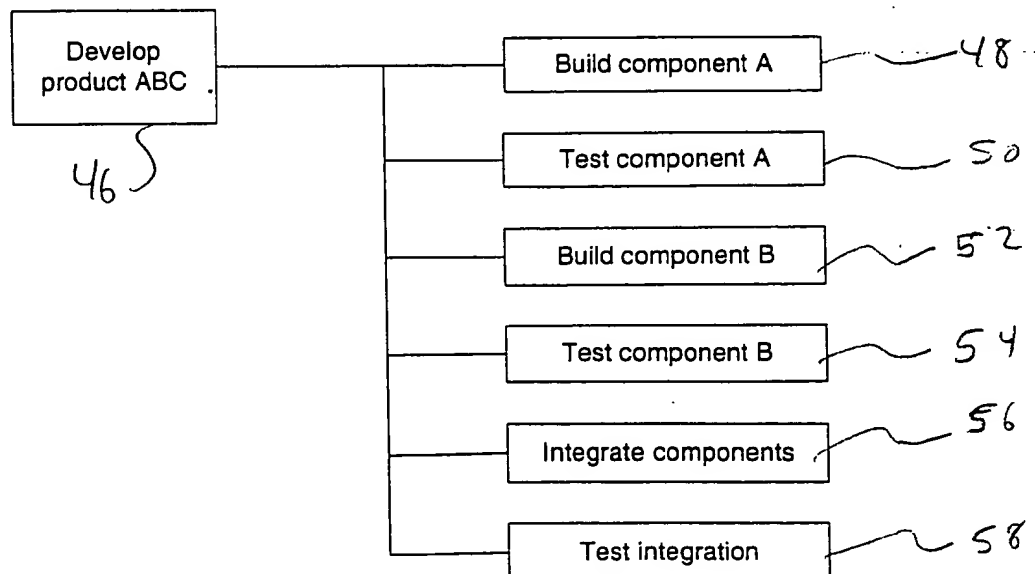 Develop
product ABC
46
Build component A
48
Test component A
50
Build component B
52
Test component B
54
Integrate components
56
Test integration
58